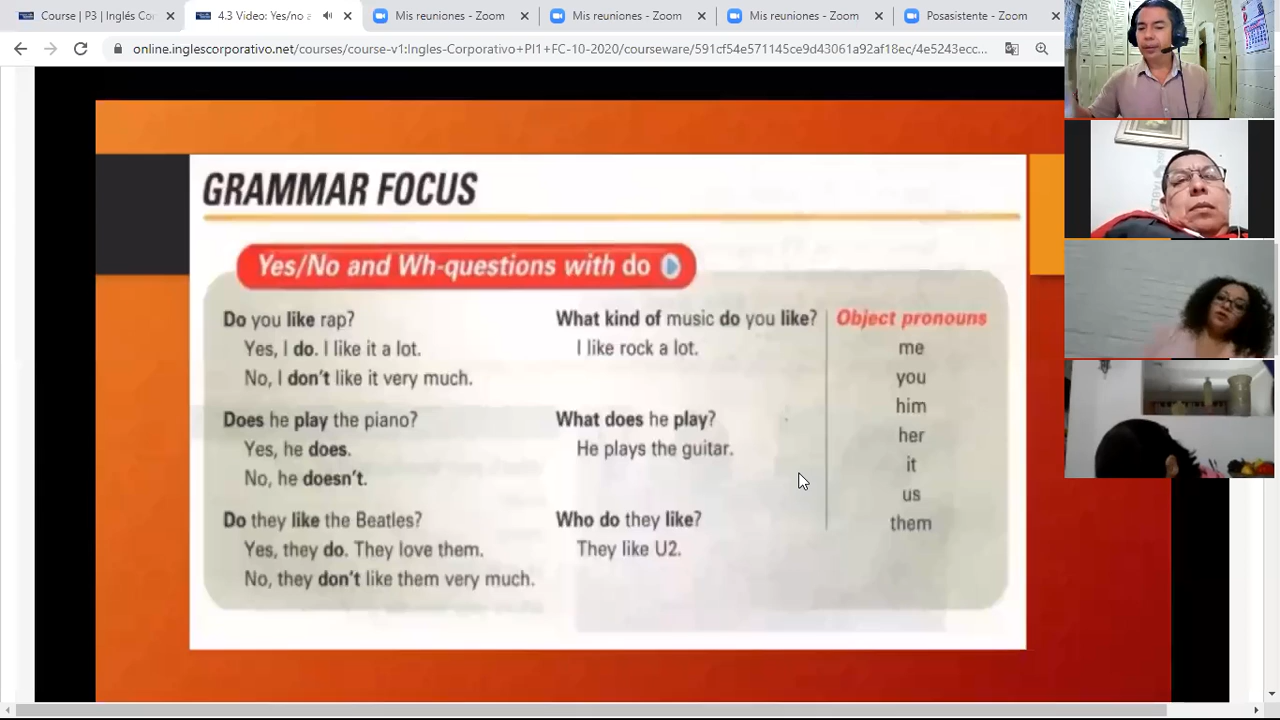 Course | P3 | Inglés Co
4.3 Video: Yes/no a
Mis reuniones - Zoom
Mis reuniones - Zoom
Mis reuniones - Zoom
Posasistente - Zoom
online.inglescorporativo.net/courses/course-v1:Ingles-Corporativo+PI1+FC-10-2020/courseware/591cf54e571145ce9d43061a92af18ec/4e5243ecc...
GRAMMAR FOCUS
Yes/No and Wh-questions with do
Do you like rap?
Yes, I do. I like it a lot.
No, I don't like it very much.
Does he play the piano?
Yes, he does.
No, he doesn't.
Do they like the Beatles?
Yes, they do. They love them.
No, they don't like them very much.
What kind of music do you like?
I like rock a lot.
What does he play?
He plays the guitar.
Who do they like?
They like U2.
Object pronouns
me
you
him
her
it
us
them